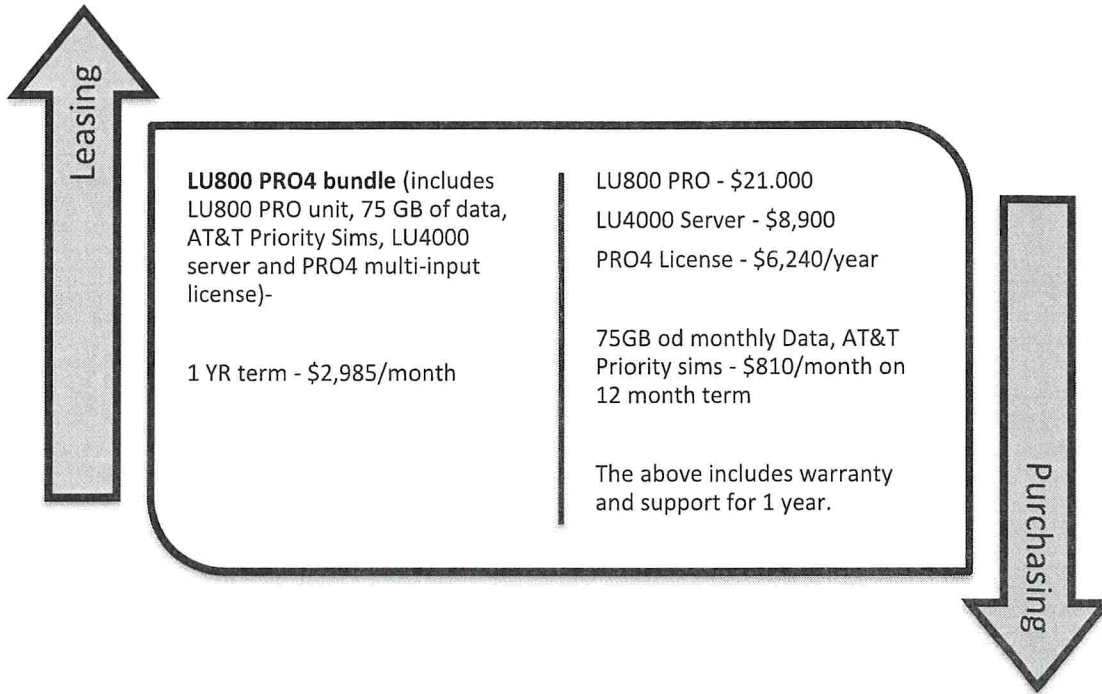 Leasing
LU800 PRO4 bundle (includes
LU800 PRO unit, 75 GB of data,
AT&T Priority Sims, LU4000
server and PRO4 multi-input
license)-
1 YR term - $2,985/month
LU800 PRO - $21.000
LU4000 Server - $8,900
PRO4 License - $6,240/year
75GB od monthly Data, AT&T
Priority sims - $810/month on
12 month term
The above includes warranty
and support for 1 year.
Purchasing